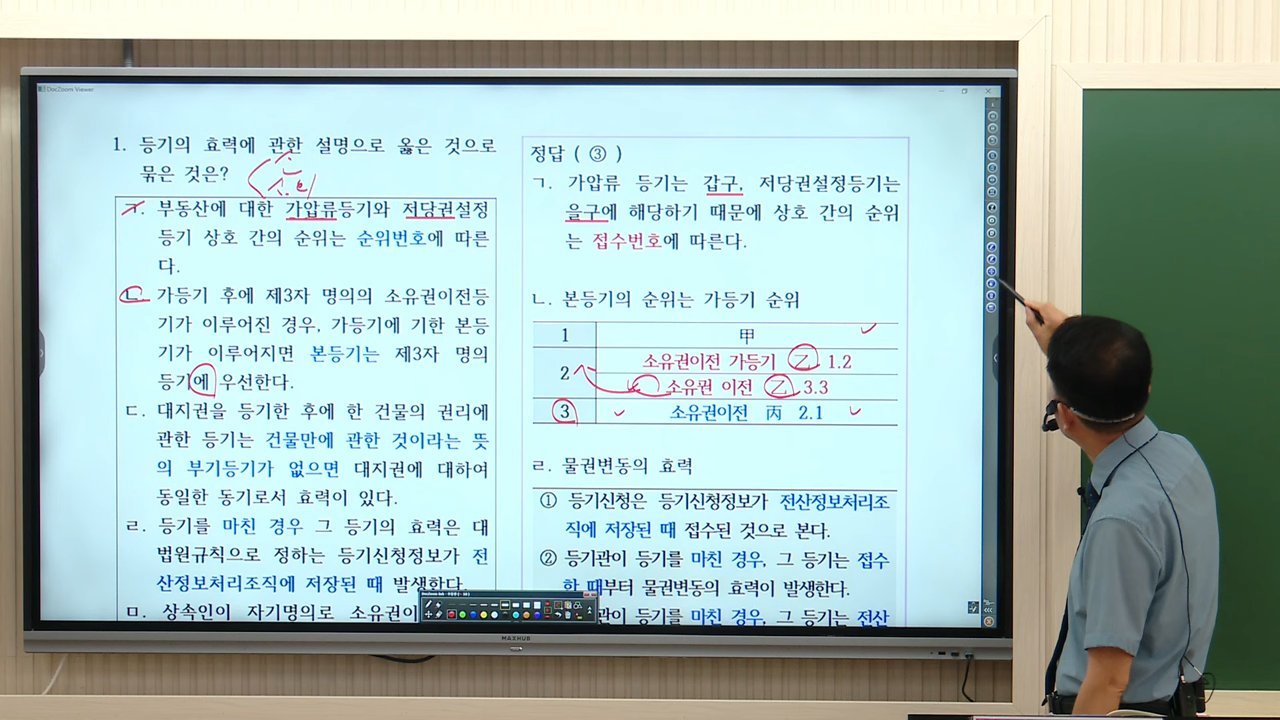 DocZoom Viewer
1. 등기의 효력에 관한 설명으로 옳은 것으로
묶은 것은?
ㄱ. 부동산에 대한 가압류등기와 저당권설정
등기 상호 간의 순위는 순위번호에 따른
다.
ㄴ. 가등기 후에 제3자 명의의 소유권이전등
기가 이루어진 경우, 가등기에 기한 본등
기가 이루어지면 본등기는 제3자 명의
등기에 우선한다.
ㄷ. 대지권을 등기한 후에 한 건물의 권리에
관한 등기는 건물만에 관한 것이라는 뜻
의 부기등기가 없으면 대지권에 대하여
동일한 동기로서 효력이 있다.
ㄹ. 등기를 마친 경우 그 등기의 효력은 대
법원규칙으로 정하는 등기신청정보가 전
산정보처리조직에 저장된 때 발생한다.
ㅁ. 상속인이 자기명의로 소유권이
정답 ( ③ )
ㄱ. 가압류 등기는 갑구, 저당권설정등기는
을구에 해당하기 때문에 상호 간의 순위
는 접수번호에 따른다.
ㄴ. 본등기의 순위는 가등기 순위
1 甲
소유권이전 가등기 乙 1.2
2
소유권 이전 乙 3.3
3 소유권이전 丙 2.1
ㄹ. 물권변동의 효력
① 등기신청은 등기신청정보가 전산정보처리조
직에 저장된 때 접수된 것으로 본다.
② 등기관이 등기를 마친 경우, 그 등기는 접수
한 때부터 물권변동의 효력이 발생한다.
관이 등기를 마친 경우, 그 등기는 전산
MAXHUB